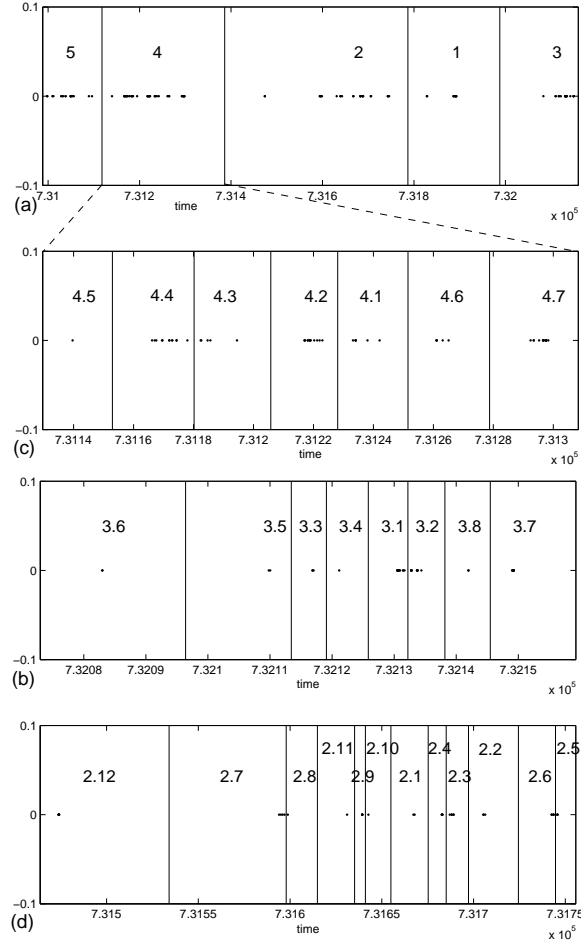 0.1
5 4 2 1 3
0
−0.1
7.31 7.312 7.314 7.316 7.318 7.32
time
x 10^5
(a)
0.1
4.5 4.4 4.3 4.2 4.1 4.6 4.7
0
−0.1
7.3114 7.3116 7.3118 7.312 7.3122 7.3124 7.3126 7.3128 7.313
time
x 10^5
(c)
0.1
3.6 3.5 3.3 3.4 3.1 3.2 3.8 3.7
0
−0.1
7.3208 7.3209 7.321 7.3211 7.3212 7.3213 7.3214 7.3215
time
x 10^5
(b)
0.1
2.11 2.10 2.4 2.2 2.5
2.12 2.7 2.8 2.9 2.1 2.3 2.6
0
−0.1
7.315 7.3155 7.316 7.3165 7.317 7.3175
time
x 10^5
(d)